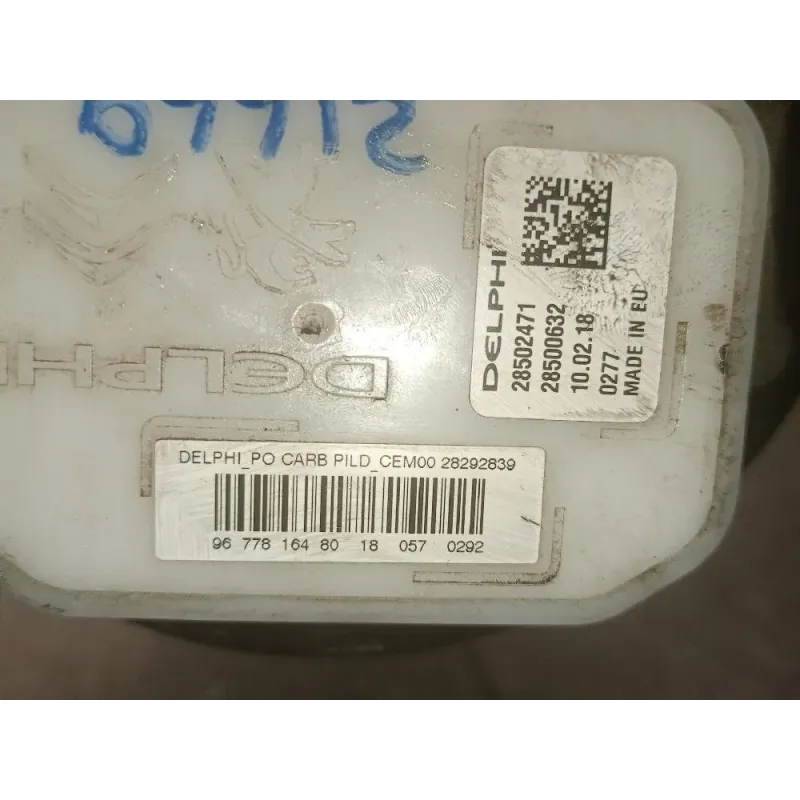 DELPHI
28502471
28500632
10.02.18
0277
MADE IN EU
DELPHI
DELPHI_PO CARB PILD_CEM00 28292839
96 778 164 80 18 057 0292